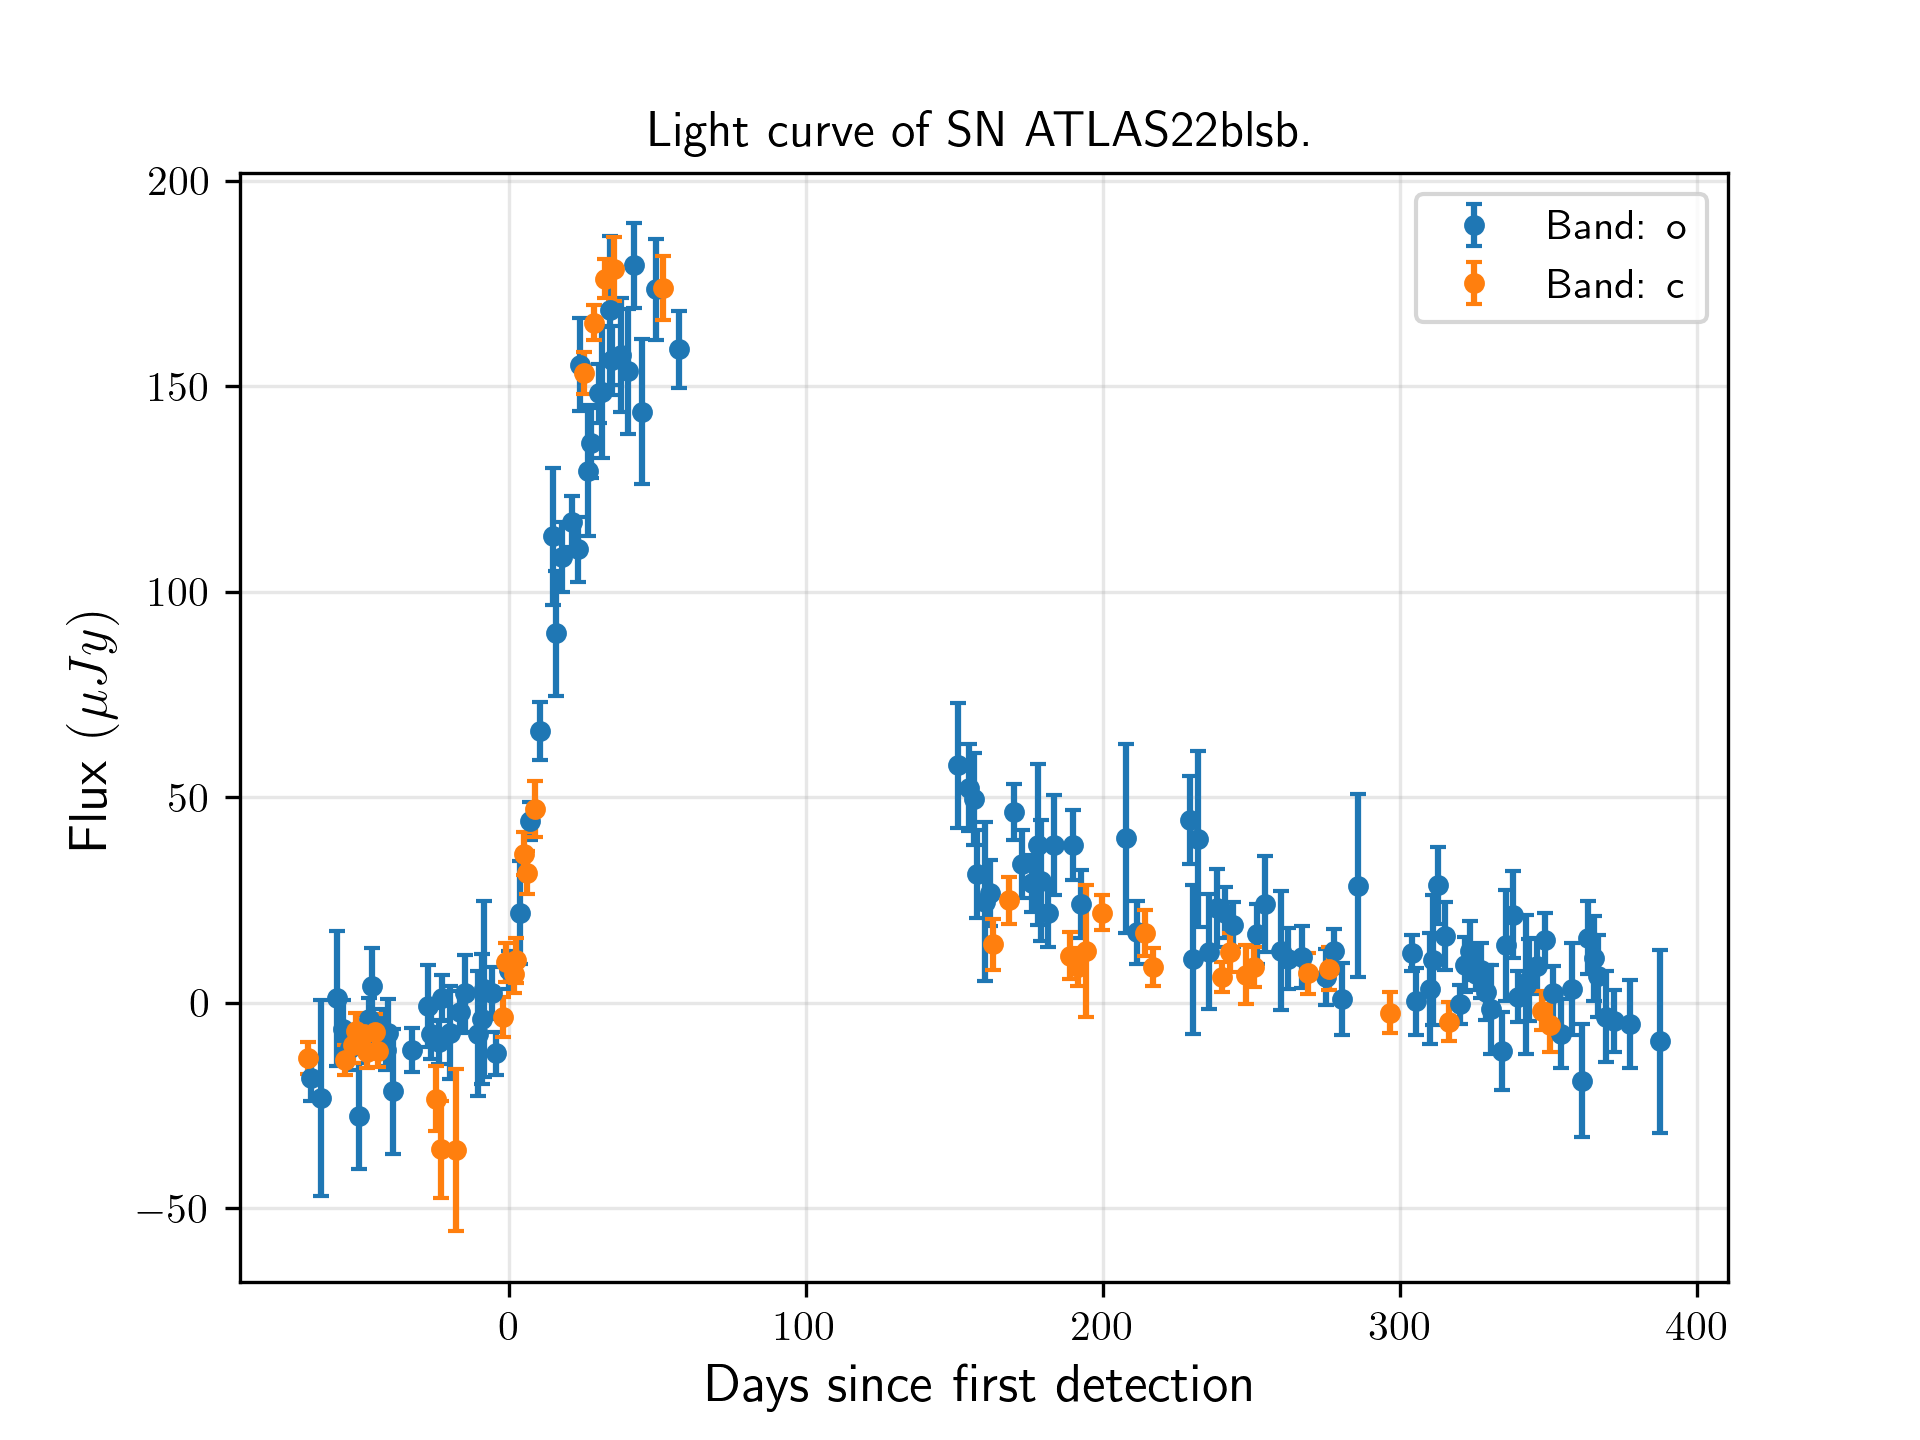 Light curve of SN ATLAS22blsb.
200
150
100
50
0
−50
Flux (μJy)
Band: o
Band: c
0 100 200 300 400
Days since first detection